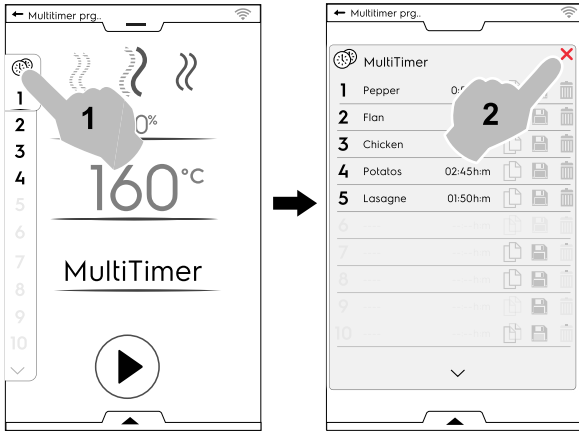 Multitimer prg..
1
1
2
0%
3
4
160°C
5
6
7
MultiTimer
8
9
10
Multitimer prg..
MultiTimer
2
1 Pepper
2 Flan
3 Chicken
4 Potatos 02:45h:m
5 Lasagne 01:50h:m
6
7
8
9
10